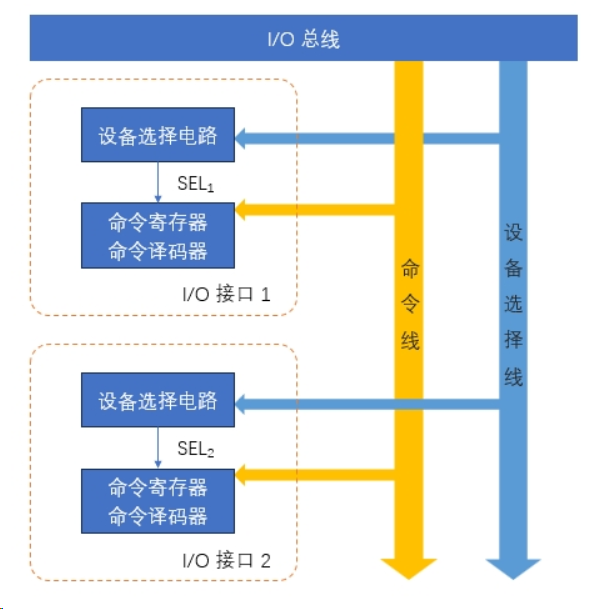 I/O 总线
设备选择电路
SEL₁
命令寄存器
命令译码器
I/O 接口 1
设备选择电路
SEL₂
命令寄存器
命令译码器
I/O 接口 2
命令线
设备选择线